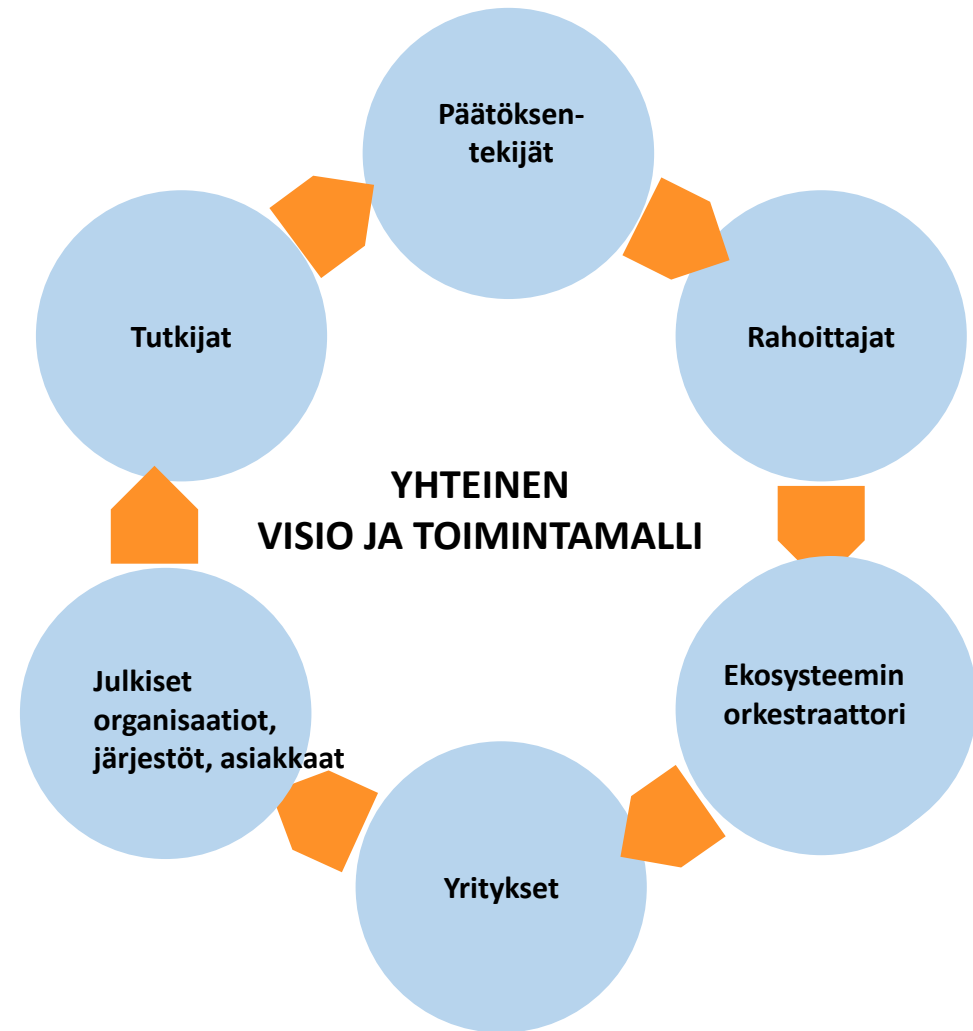 Päätöksen-
tekijät
Rahoittajat
Ekosysteemin
orkestraattori
Yritykset
Julkiset
organisaatiot,
järjestöt, asiakkaat
Tutkijat
YHTEINEN
VISIO JA TOIMINTAMALLI